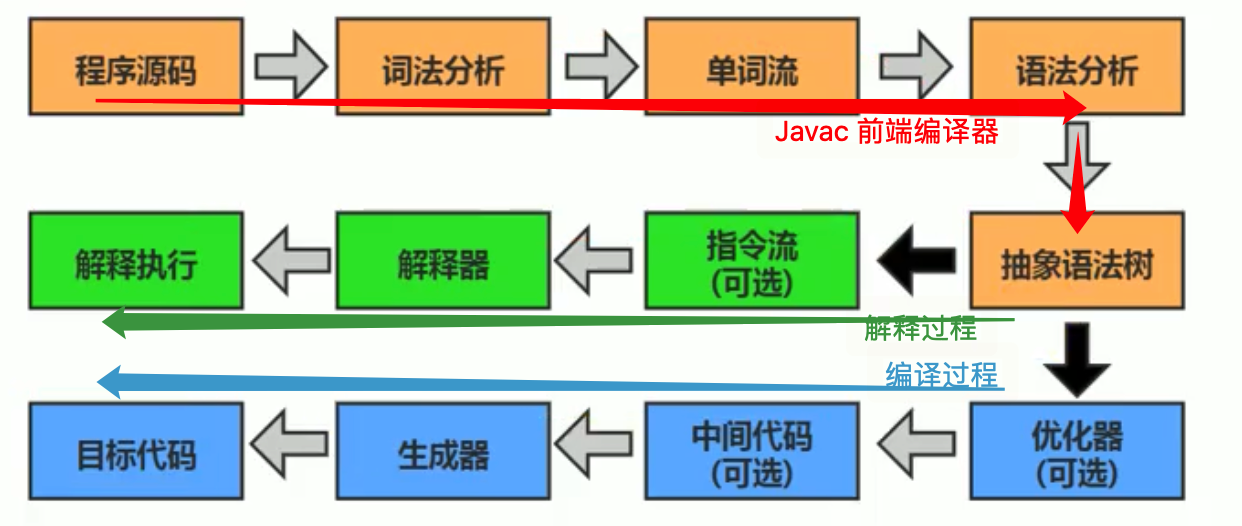 程序源码
词法分析
单词流
语法分析
Javac 前端编译器
解释执行
解释器
指令流
(可选)
抽象语法树
解释过程
编译过程
目标代码
生成器
中间代码
(可选)
优化器
(可选)